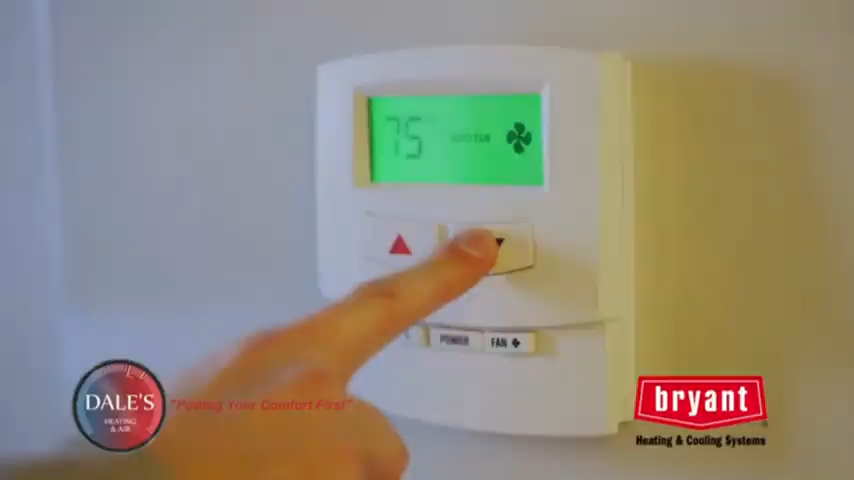 75
AUTO FAN
POWER
FAN
DALE'S
HEATING
& AIR
"Putting Your Comfort First"
bryant
Heating & Cooling Systems